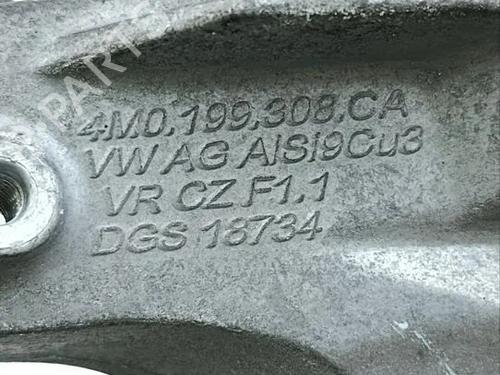 4M0.199.308.CA
VW AG AlSi9Cu3
VR CZ F1.1
DGS 18734